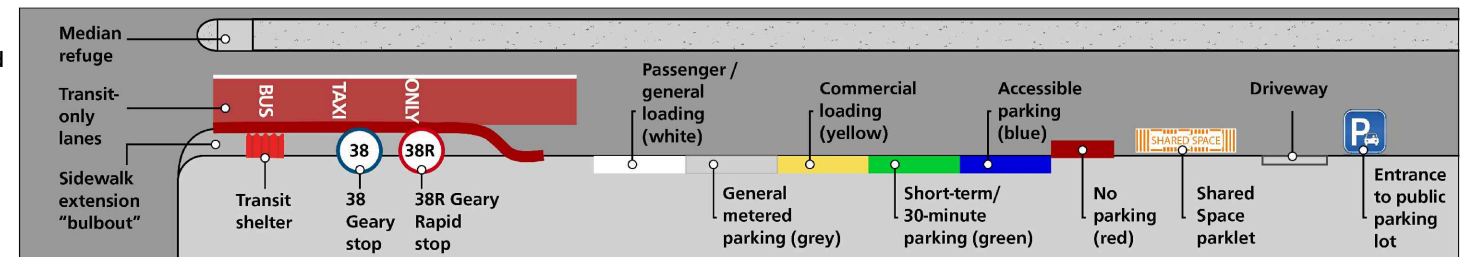 Median
refuge
Transit-
only
lanes
Sidewalk
extension
“bulbout”
BUS
TAXI
ONLY
38
38R
Transit
shelter
38
Geary
stop
38R Geary
Rapid
stop
Passenger /
general
loading
(white)
General
metered
parking (grey)
Commercial
loading
(yellow)
Short-term/
30-minute
parking (green)
Accessible
parking
(blue)
No
parking
(red)
SHARED SPACE
Shared
Space
parklet
Driveway
P
Entrance
to public
parking
lot